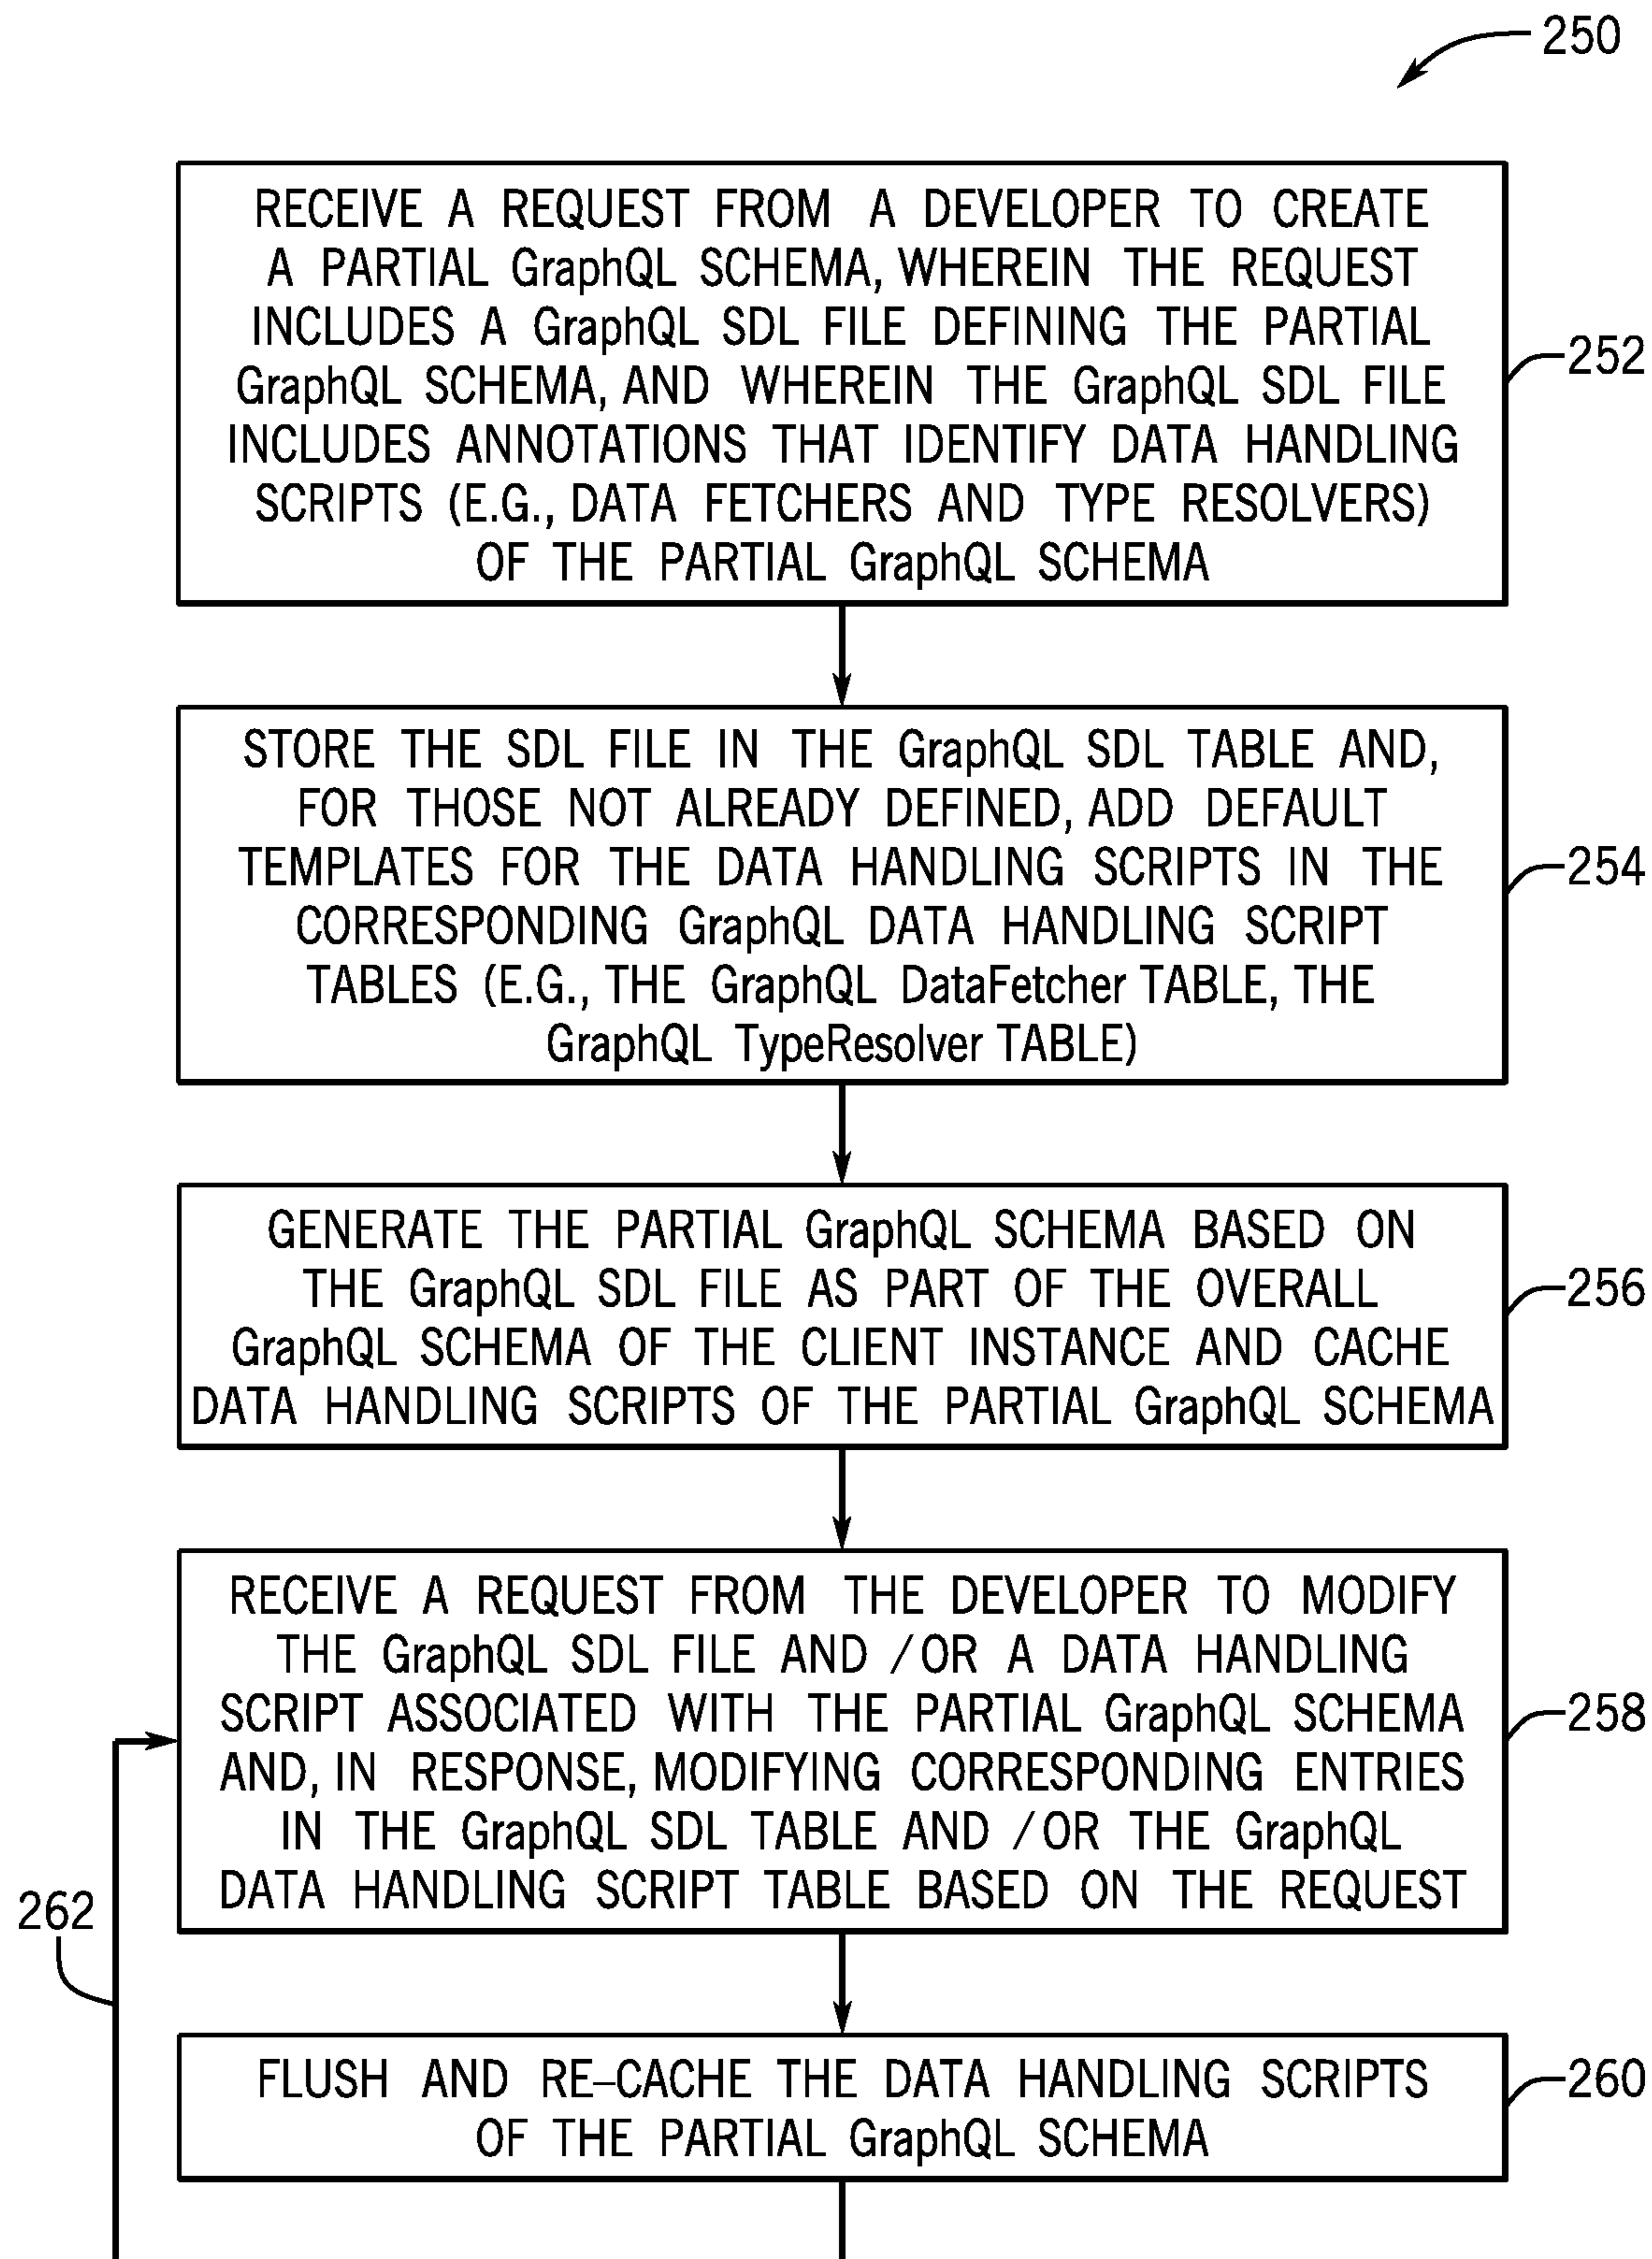 250
RECEIVE A REQUEST FROM A DEVELOPER TO CREATE
A PARTIAL GraphQL SCHEMA, WHEREIN THE REQUEST
INCLUDES A GraphQL SDL FILE DEFINING THE PARTIAL
GraphQL SCHEMA, AND WHEREIN THE GraphQL SDL FILE
INCLUDES ANNOTATIONS THAT IDENTIFY DATA HANDLING
SCRIPTS (E.G., DATA FETCHERS AND TYPE RESOLVERS)
OF THE PARTIAL GraphQL SCHEMA
252
STORE THE SDL FILE IN THE GraphQL SDL TABLE AND,
FOR THOSE NOT ALREADY DEFINED, ADD DEFAULT
TEMPLATES FOR THE DATA HANDLING SCRIPTS IN THE
CORRESPONDING GraphQL DATA HANDLING SCRIPT
TABLES (E.G., THE GraphQL DataFetcher TABLE, THE
GraphQL TypeResolver TABLE)
254
GENERATE THE PARTIAL GraphQL SCHEMA BASED ON
THE GraphQL SDL FILE AS PART OF THE OVERALL
GraphQL SCHEMA OF THE CLIENT INSTANCE AND CACHE
DATA HANDLING SCRIPTS OF THE PARTIAL GraphQL SCHEMA
256
RECEIVE A REQUEST FROM THE DEVELOPER TO MODIFY
THE GraphQL SDL FILE AND /OR A DATA HANDLING
SCRIPT ASSOCIATED WITH THE PARTIAL GraphQL SCHEMA
AND, IN RESPONSE, MODIFYING CORRESPONDING ENTRIES
IN THE GraphQL SDL TABLE AND /OR THE GraphQL
DATA HANDLING SCRIPT TABLE BASED ON THE REQUEST
258
262
FLUSH AND RE–CACHE THE DATA HANDLING SCRIPTS
OF THE PARTIAL GraphQL SCHEMA
260